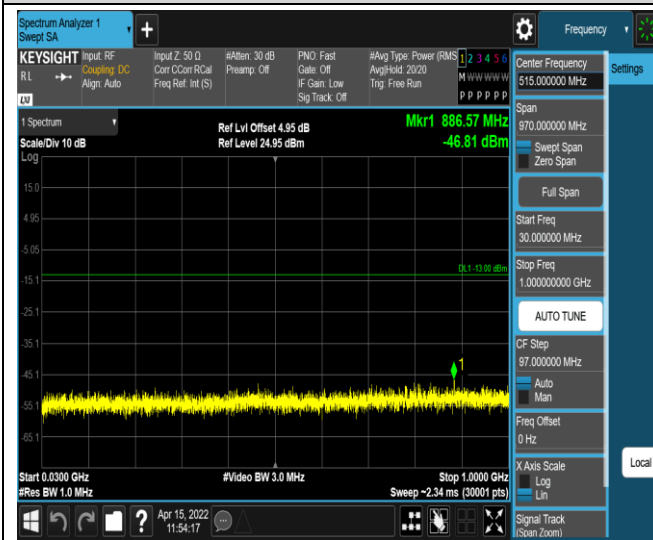 Spectrum Analyzer 1
Swept SA
+
Frequency
KEYSIGHT
RL
LXI
Input: RF
Coupling: DC
Align: Auto
Input Z: 50 Ω
Corr CCorr RCal
Freq Ref: Int (S)
#Atten: 30 dB
Preamp: Off
PNO: Fast
Gate: Off
IF Gain: Low
Sig Track: Off
#Avg Type: Power (RMS
Avg|Hold: 20/20
Trig: Free Run
1 2 3 4 5 6
M W W W W W
P P P P P P
1 Spectrum
Scale/Div 10 dB
Log
Ref Lvl Offset 4.95 dB
Ref Level 24.95 dBm
Mkr1 886.57 MHz
-46.81 dBm
15.0
4.95
-5.05
-15.1
-25.1
-35.1
-45.1
-55.1
-65.1
DL1 -13.00 dBm
1
Start 0.0300 GHz
#Res BW 1.0 MHz
#Video BW 3.0 MHz
Stop 1.0000 GHz
Sweep ~2.34 ms (30001 pts)
?
Apr 15, 2022
11:54:17
Center Frequency
515.000000 MHz
Span
970.000000 MHz
Swept Span
Zero Span
Full Span
Start Freq
30.000000 MHz
Stop Freq
1.000000000 GHz
AUTO TUNE
CF Step
97.000000 MHz
Auto
Man
Freq Offset
0 Hz
X Axis Scale
Log
Lin
Signal Track
(Span Zoom)
Settings
Local